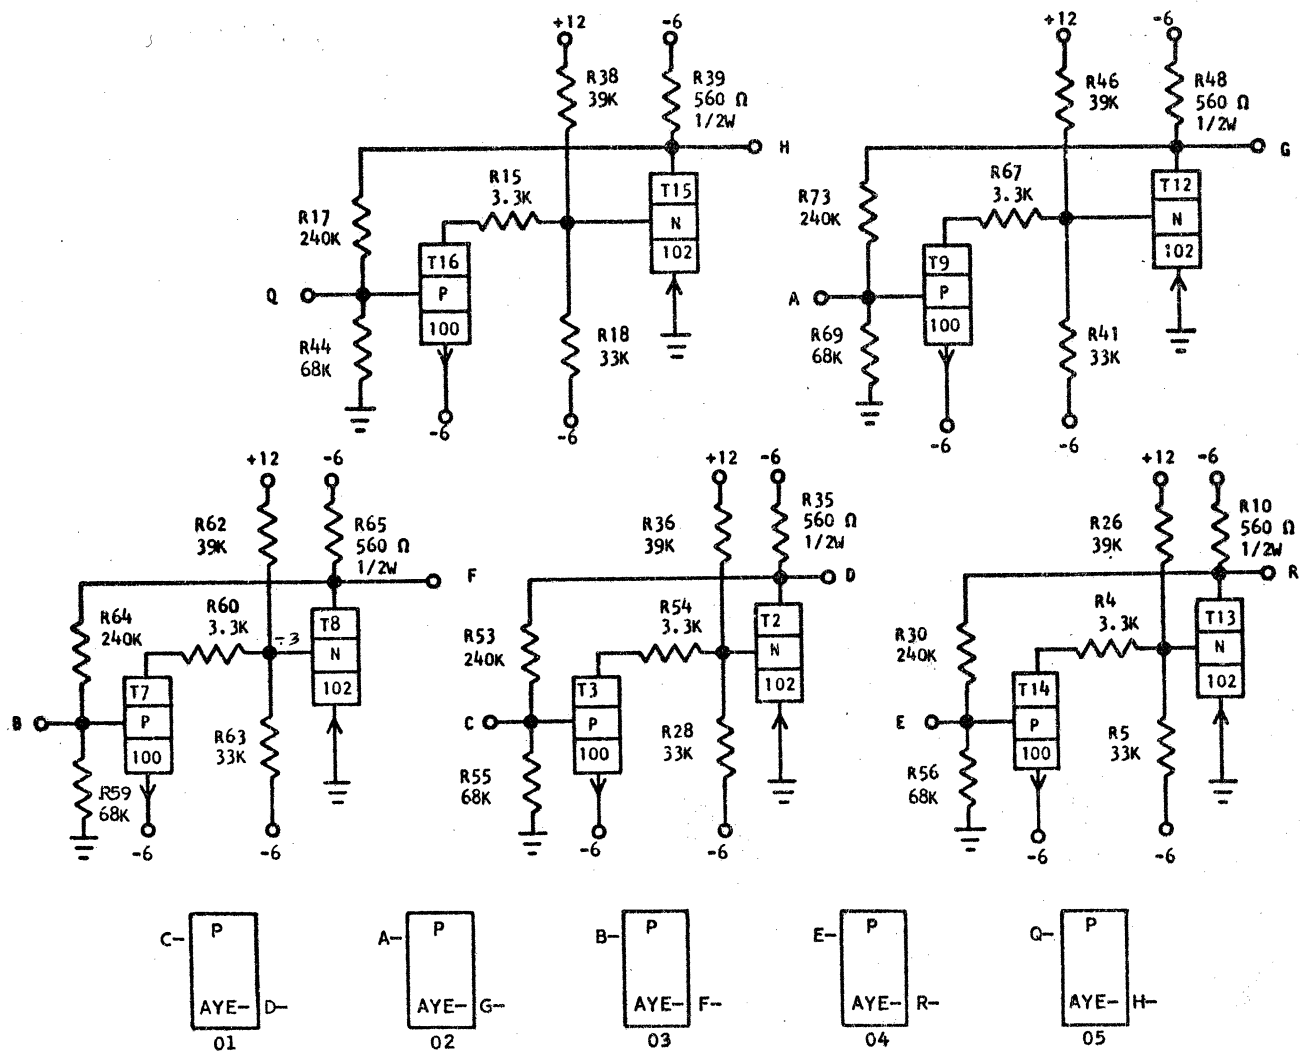 +12
-6
R38
39K
R39
560 Ω
1/2W
H
R15
3.3K
T15
N
102
R17
240K
T16
P
100
Q
R44
68K
R18
33K
-6
-6
+12
-6
R46
39K
R48
560 Ω
1/2W
G
R67
3.3K
T12
N
102
R73
240K
T9
P
100
A
R69
68K
R41
33K
-6
-6
+12
-6
R62
39K
R65
560 Ω
1/2W
F
R60
3.3K
-3
T8
N
102
R64
240K
T7
P
100
B
R59
68K
R63
33K
-6
-6
+12
-6
R36
39K
R35
560 Ω
1/2W
D
R54
3.3K
T2
N
102
R53
240K
T3
P
100
C
R55
68K
R28
33K
-6
-6
+12
-6
R26
39K
R10
560 Ω
1/2W
R
R4
3.3K
T13
N
102
R30
240K
T14
P
100
E
R56
68K
R5
33K
-6
-6
C- P
AYE- D-
01
A- P
AYE- G-
02
B- P
AYE- F-
03
E- P
AYE- R-
04
Q- P
AYE- H-
05